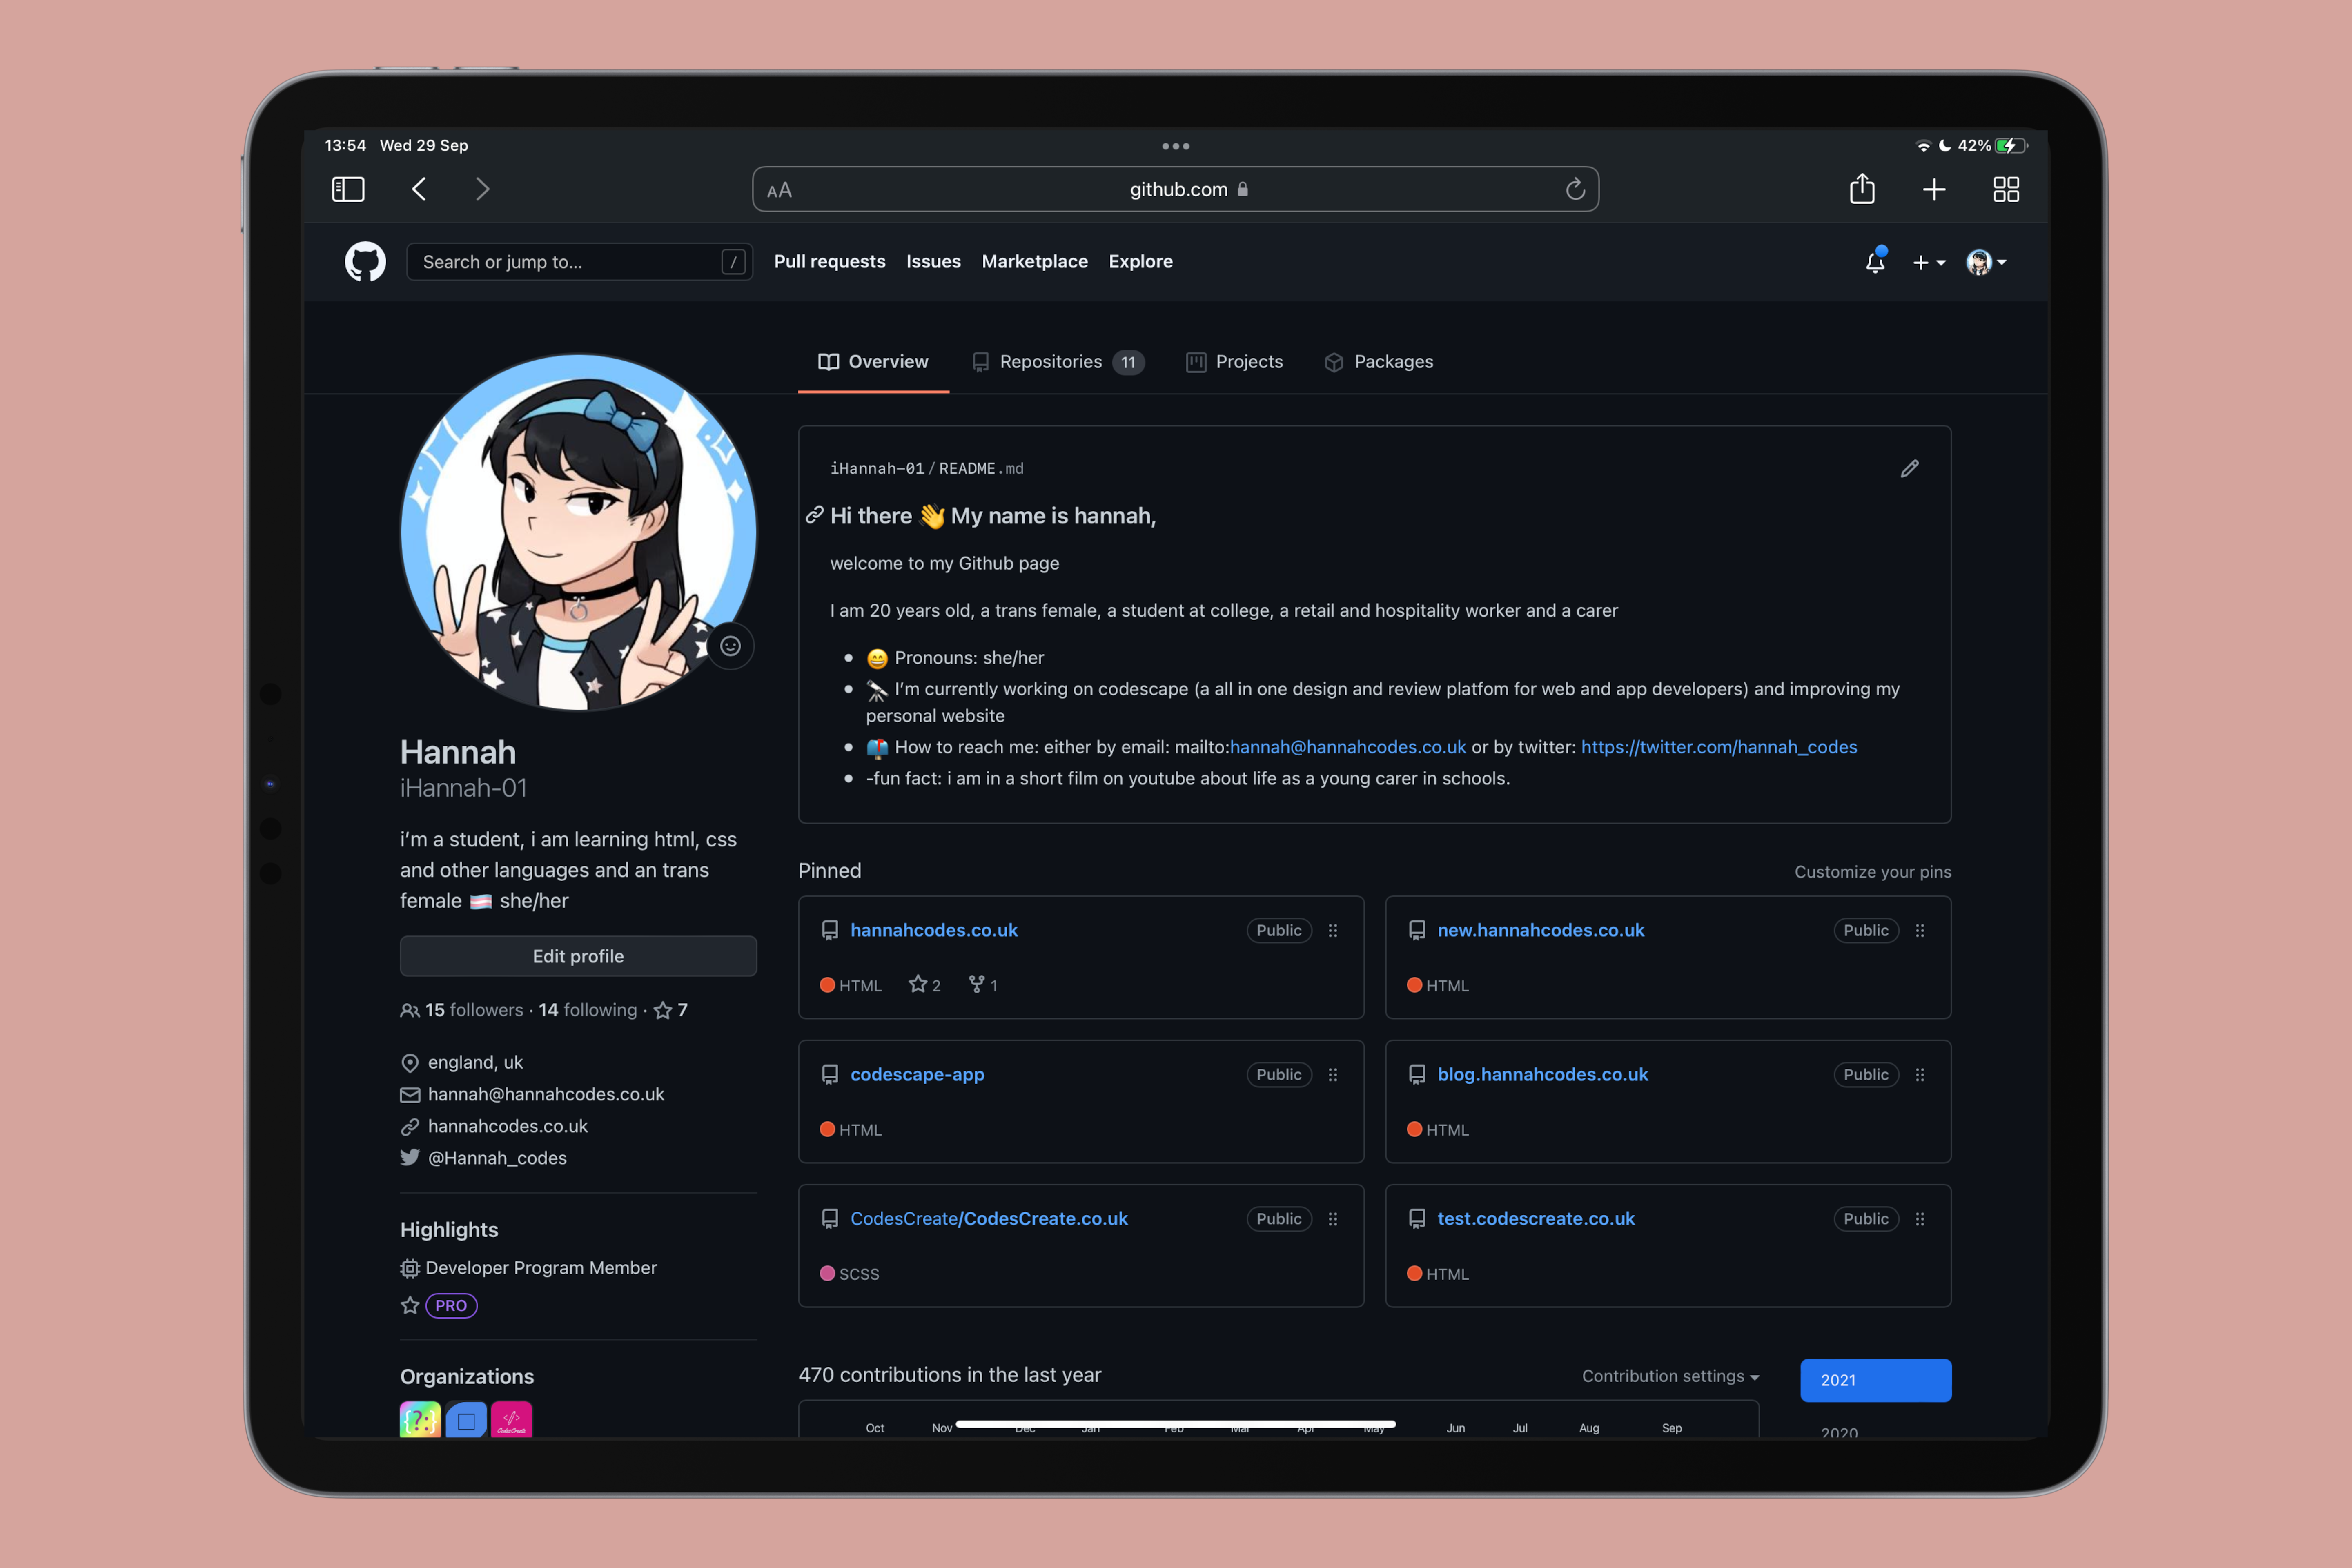 13:54 Wed 29 Sep
42%
AA github.com
Search or jump to... / Pull requests Issues Marketplace Explore
Overview Repositories 11 Projects Packages
iHannah-01/README.md
Hi there 👋 My name is hannah,
welcome to my Github page
I am 20 years old, a trans female, a student at college, a retail and hospitality worker and a carer
• 😄 Pronouns: she/her
• 🔭 I'm currently working on codescape (a all in one design and review platfom for web and app developers) and improving my
personal website
• 📫 How to reach me: either by email: mailto:hannah@hannahcodes.co.uk or by twitter: https://twitter.com/hannah_codes
• -fun fact: i am in a short film on youtube about life as a young carer in schools.
Hannah
iHannah-01
i'm a student, i am learning html, css
and other languages and an trans
female 🏳️‍⚧️ she/her
Edit profile
15 followers · 14 following · 7
england, uk
hannah@hannahcodes.co.uk
hannahcodes.co.uk
@Hannah_codes
Highlights
Developer Program Member
PRO
Organizations
{?:}
</>
CodesCreate
Pinned Customize your pins
hannahcodes.co.uk Public
HTML 2 1
new.hannahcodes.co.uk Public
HTML
codescape-app Public
HTML
blog.hannahcodes.co.uk Public
HTML
CodesCreate/CodesCreate.co.uk Public
SCSS
test.codescreate.co.uk Public
HTML
470 contributions in the last year Contribution settings 2021
Oct Nov Dec Jan Feb Mar Apr May Jun Jul Aug Sep
2020